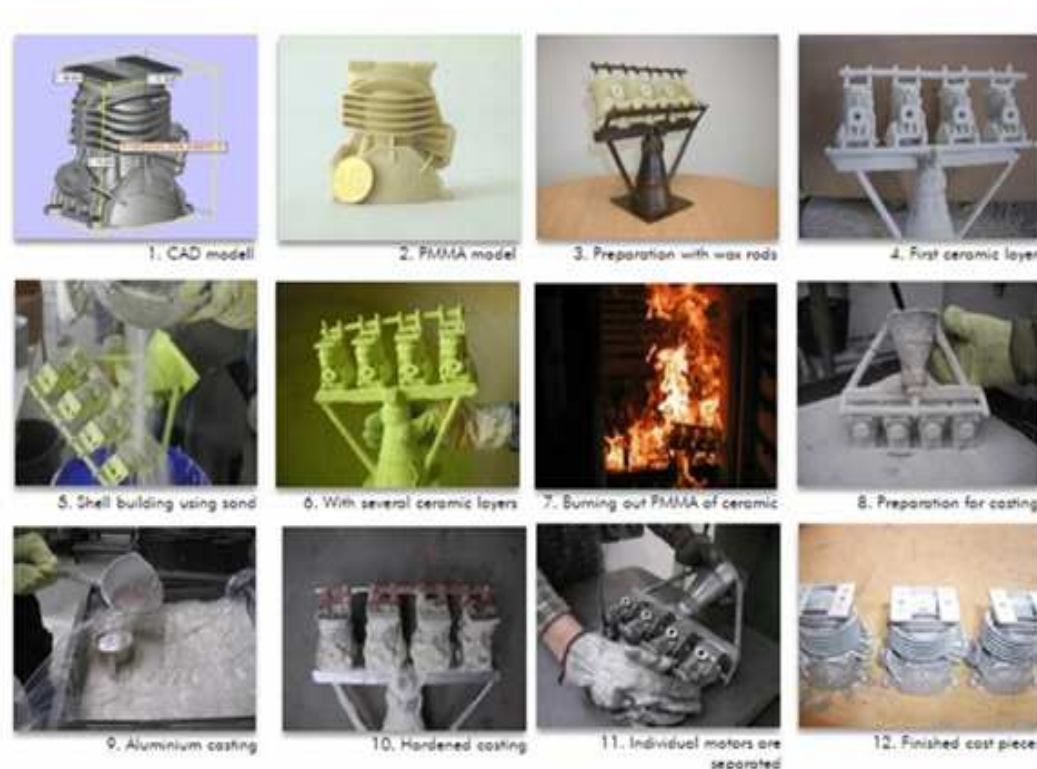 1. CAD modell
2. PMMA model
3. Preparation with wax rods
4. First ceramic layer
5. Shell building using sand
6. With several ceramic layers
7. Burning out PMMA of ceramic
8. Preparation for casting
9. Aluminium casting
10. Hardened casting
11. Individual motors are
separated
12. Finished cast piece